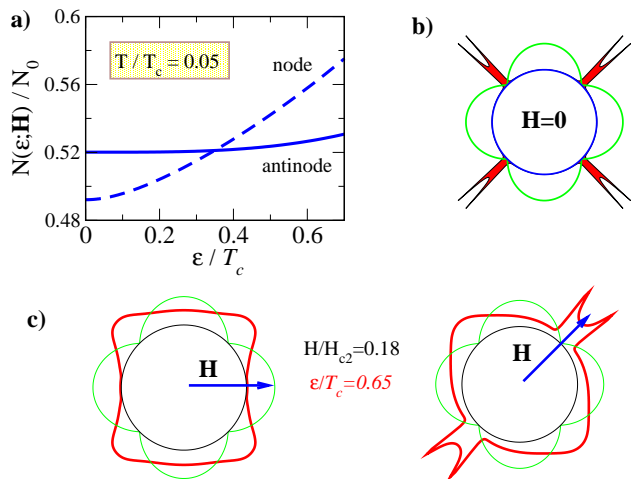 a)
N(ε;H) / N₀
0.6
0.56
0.52
0.48
T / T_c = 0.05
node
antinode
0
0.2
0.4
0.6
ε / T_c
b)
H=0
c)
H
H/H_c2=0.18
ε/T_c=0.65
H